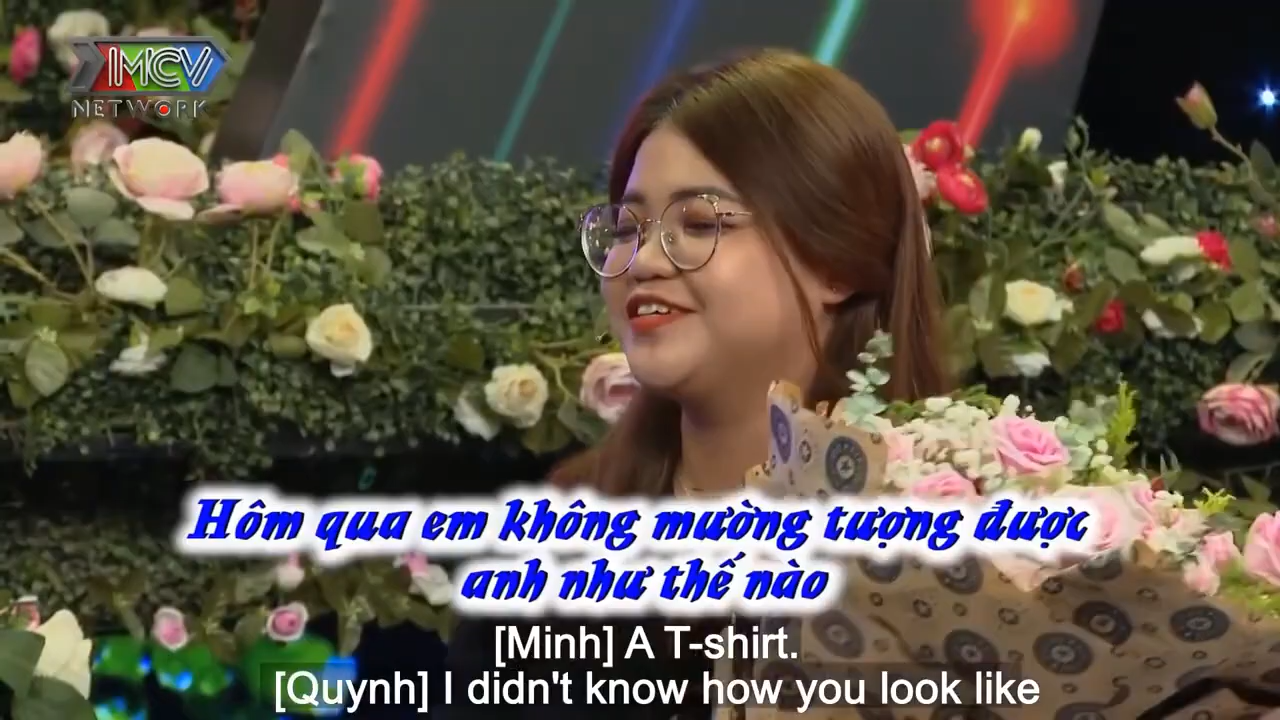 MCV
NETWORK
Hôm qua em không mường tượng được
anh như thế nào
[Minh] A T-shirt.
[Quynh] I didn't know how you look like